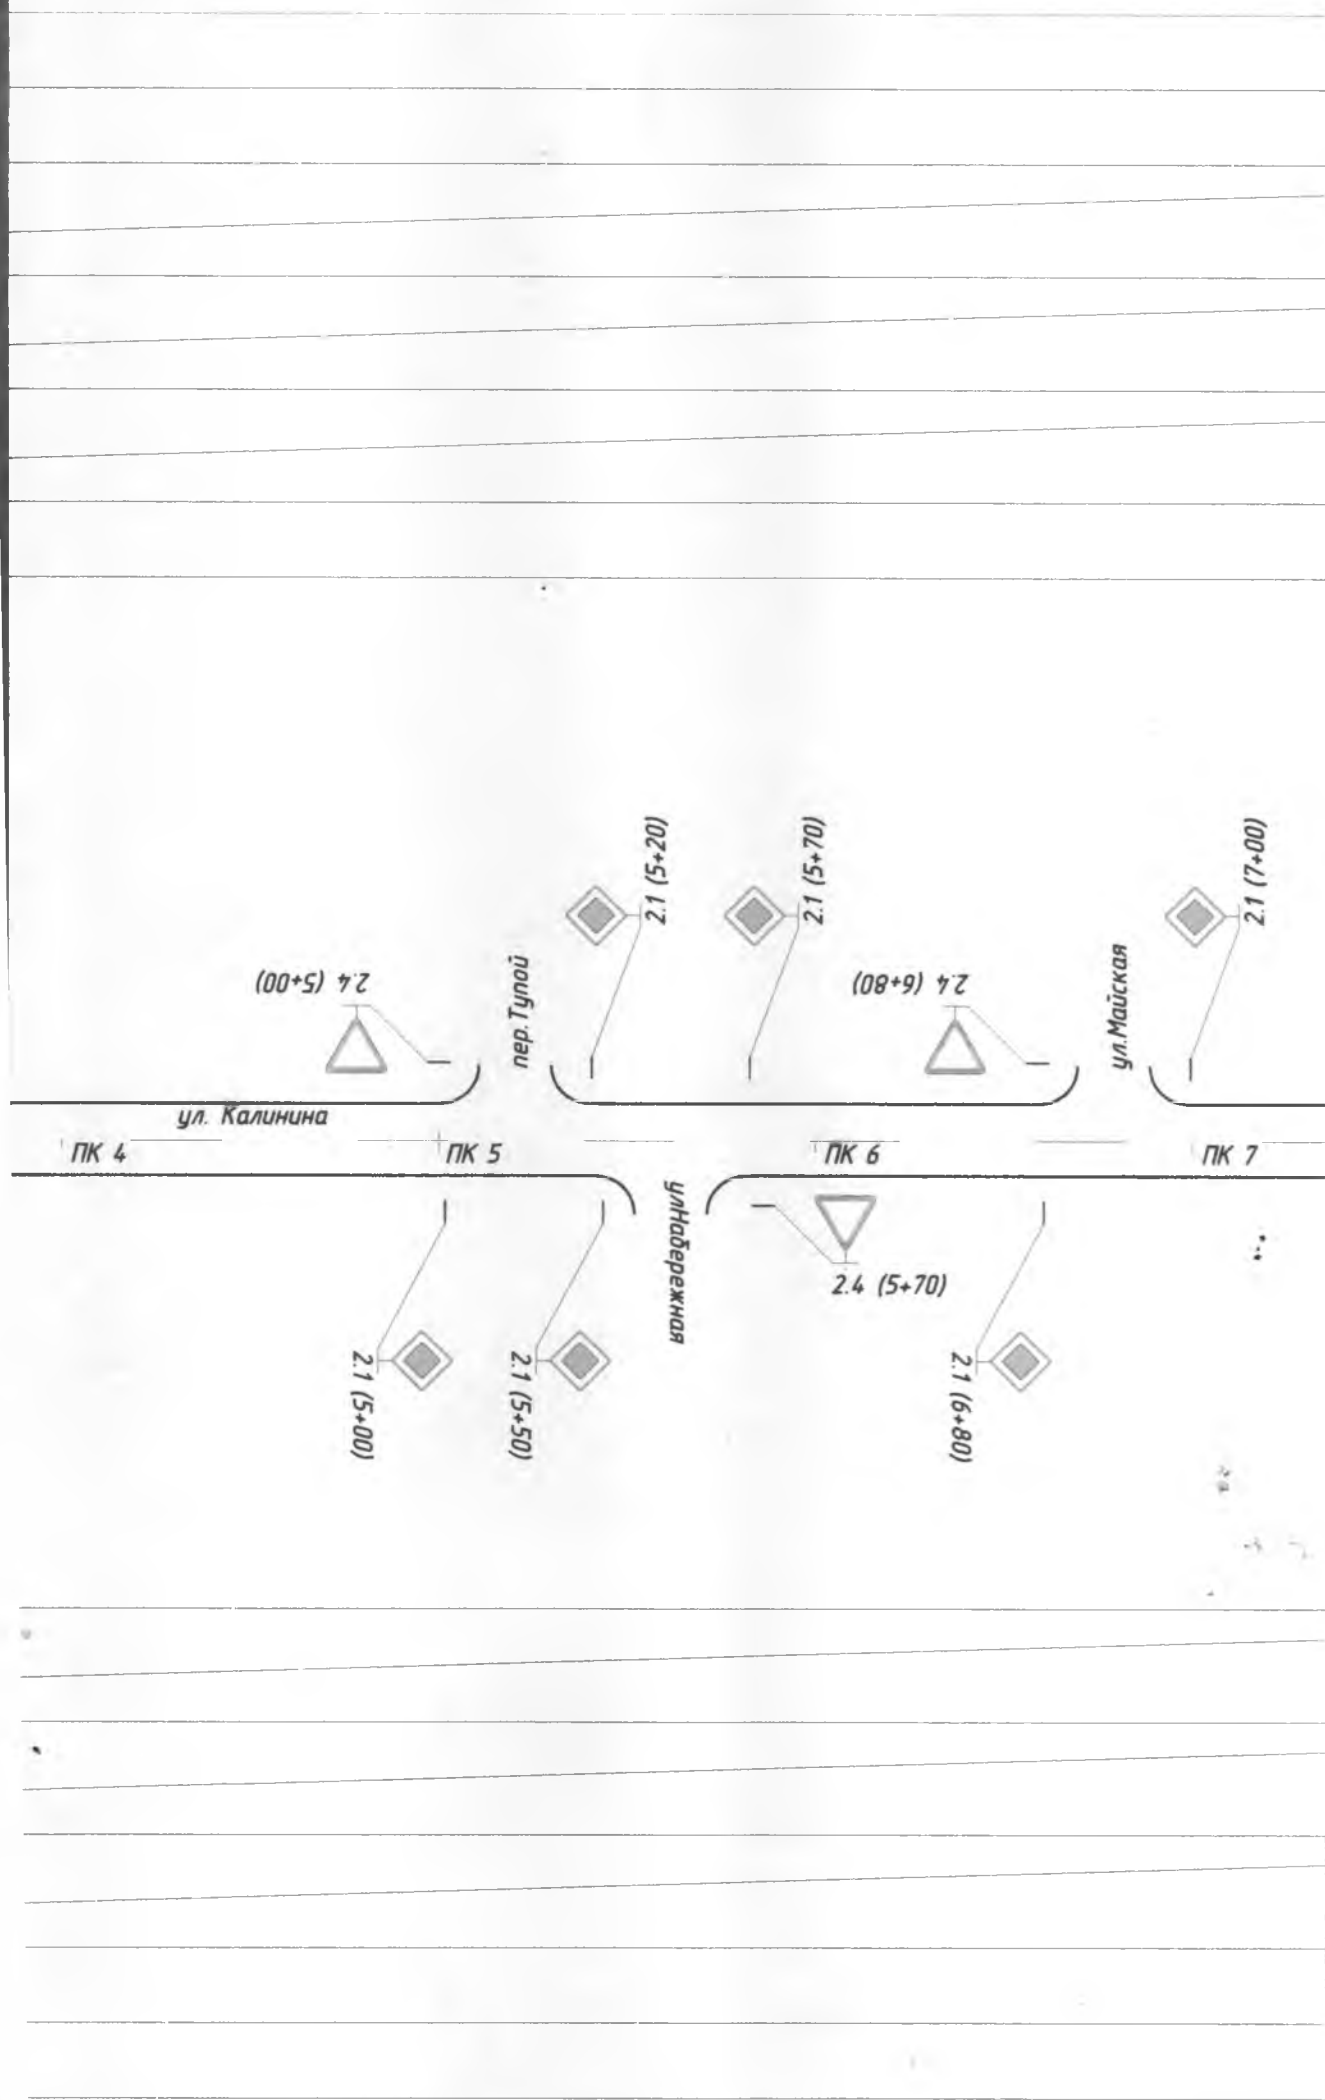 2.1 (5+20)
2.1 (5+70)
2.1 (7+00)
2.4 (5+00)
пер.Тупой
2.4 (6+80)
ул.Майская
ул. Калинина
ПК 4
ПК 5
ПК 6
ПК 7
улНабережная
2.4 (5+70)
2.1 (5+00)
2.1 (5+50)
2.1 (6+80)